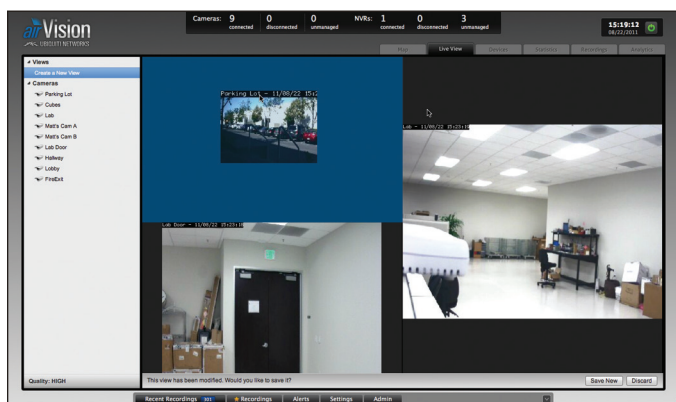 airVision
UBIQUITI NETWORKS
Cameras: 9 connected 0 disconnected 0 unmanaged NVRs: 1 connected 0 disconnected 3 unmanaged
15:19:12
08/22/2011
Map Live View Devices Statistics Recordings Analytics
Views
Create a New View
Cameras
Parking Lot
Cubes
Lab
Matt's Cam A
Matt's Cam B
Lab Door
Hallway
Lobby
FireExit
Parking Lot - 11/08/22 15:2
Lab - 11/08/22 15:23:18
Lab Door - 11/08/22 15:23:18
Quality: HIGH
This view has been modified. Would you like to save it?
Save New Discard
Recent Recordings 301 Recordings Alerts Settings Admin